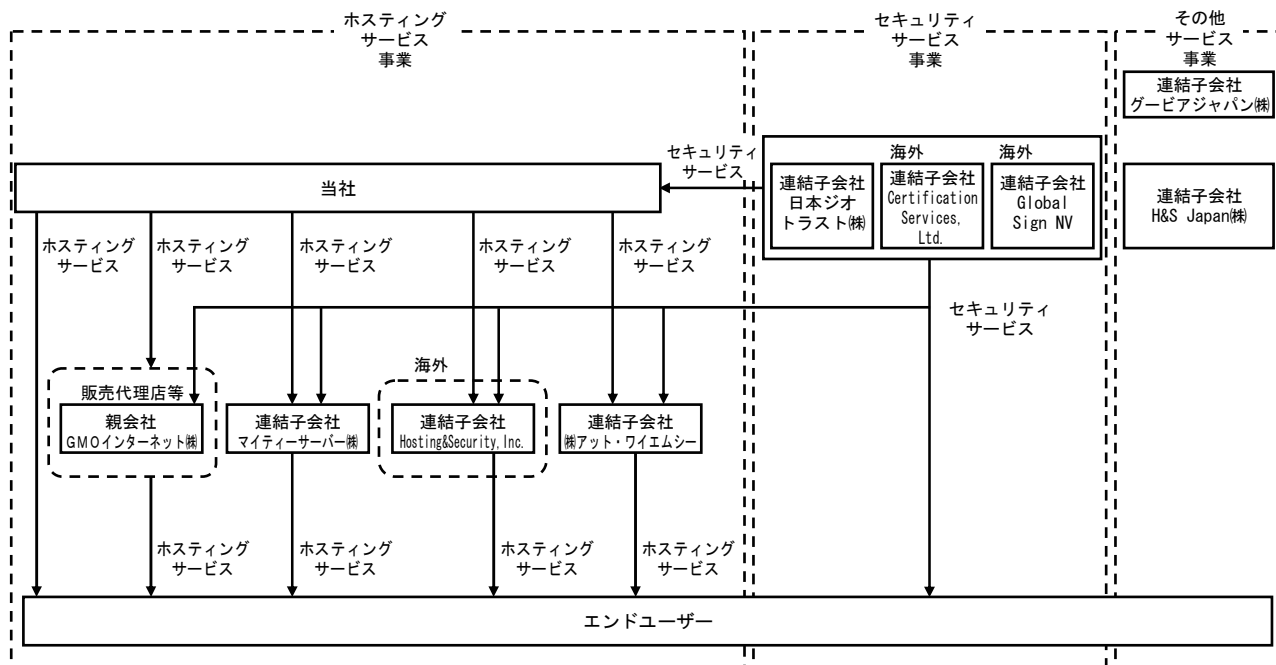 ホスティング
サービス
事業
セキュリティ
サービス
事業
その他
サービス
事業
連結子会社
グービアジャパン㈱
セキュリティ
サービス
海外
海外
当社
連結子会社
日本ジオ
トラスト㈱
連結子会社
Certification
Services,
Ltd.
連結子会社
Global
Sign NV
連結子会社
H&S Japan㈱
ホスティング
サービス
ホスティング
サービス
ホスティング
サービス
ホスティング
サービス
ホスティング
サービス
セキュリティ
サービス
販売代理店等
海外
親会社
GMOインターネット㈱
連結子会社
マイティーサーバー㈱
連結子会社
Hosting&Security,Inc.
連結子会社
㈱アット・ワイエムシー
ホスティング
サービス
ホスティング
サービス
ホスティング
サービス
ホスティング
サービス
エンドユーザー